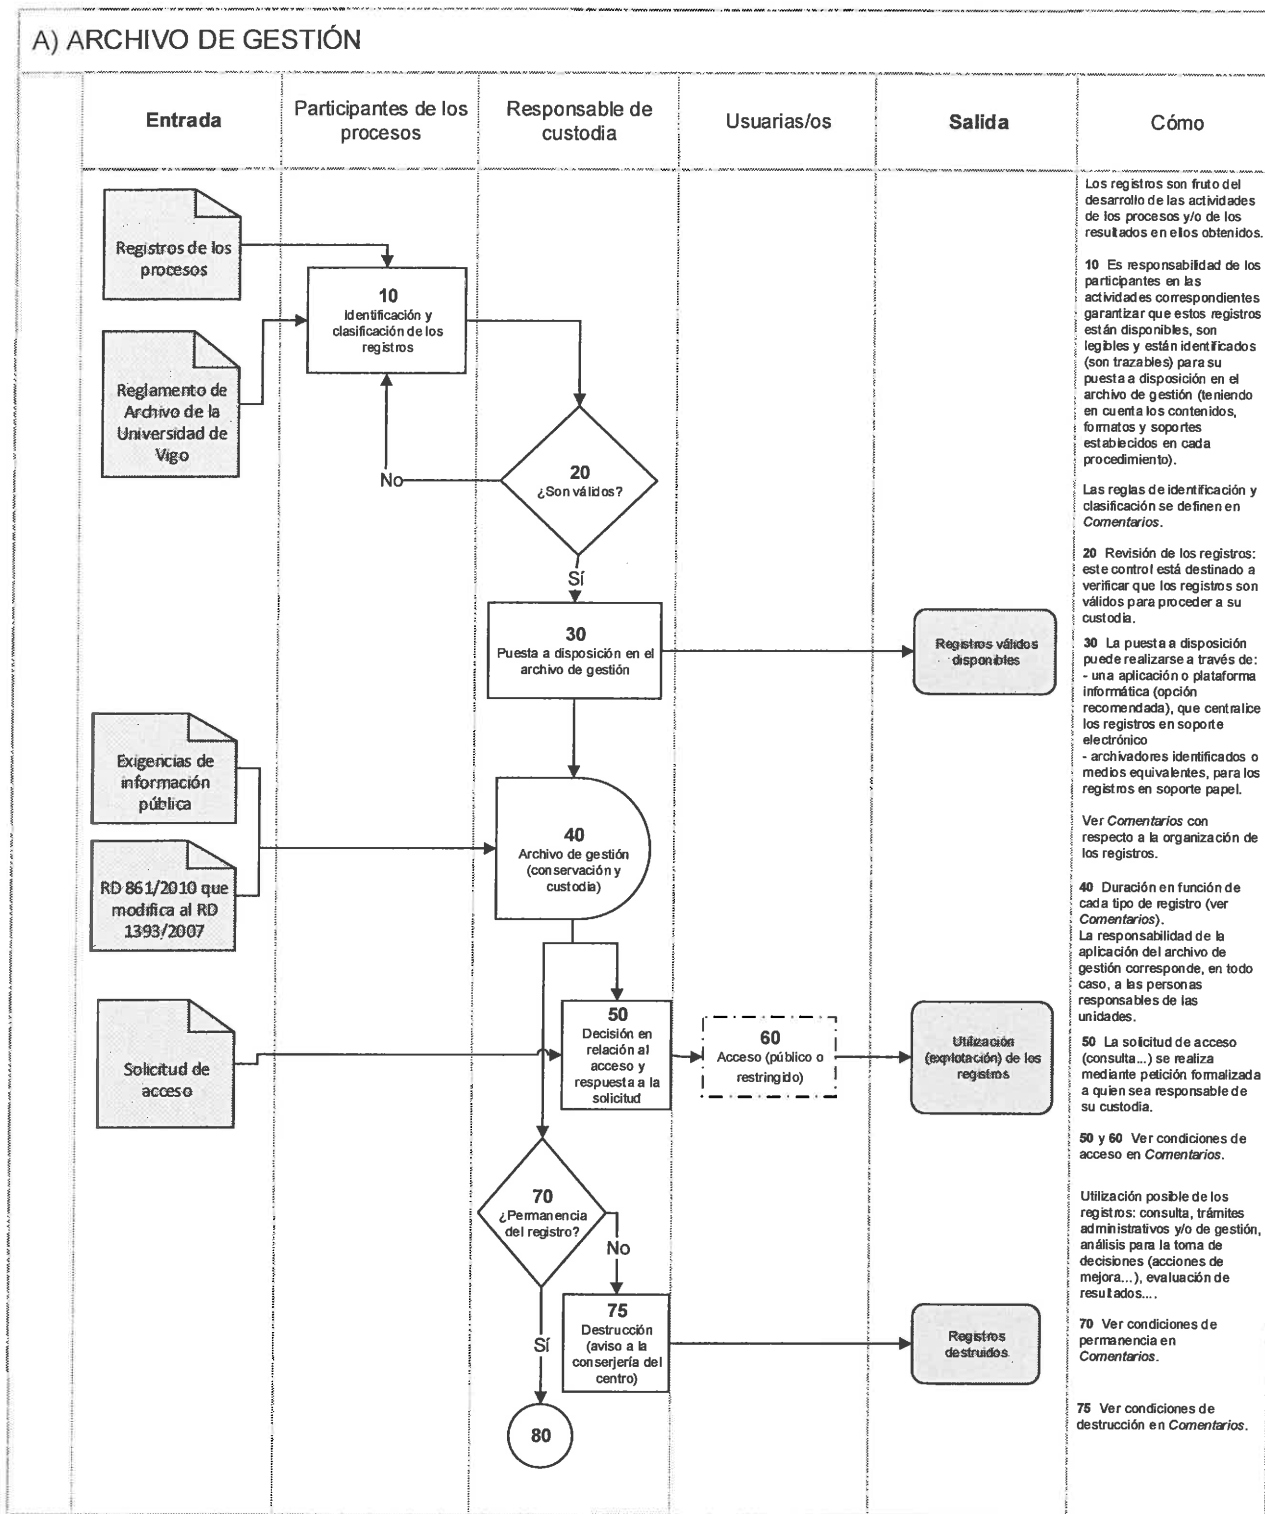 A) ARCHIVO DE GESTIÓN
Entrada
Participantes de los
procesos
Responsable de
custodia
Usuarias/os
Salida
Cómo
Registros de los
procesos
Reglamento de
Archivo de la
Universidad de
Vigo
10
Identificación y
clasificación de los
registros
20
¿Son válidos?
No
Sí
30
Puesta a disposición en el
archivo de gestión
Registros válidos
disponibles
Exigencias de
información
pública
RD 861/2010 que
modifica al RD
1393/2007
40
Archivo de gestión
(conservación y
custodia)
Solicitud de
acceso
50
Decisión en
relación al
acceso y
respuesta a la
solicitud
60
Acceso (público o
restringido)
Utilización
(explotación) de los
registros
70
¿Permanencia
del registro?
No
Sí
75
Destrucción
(aviso a la
conserjería del
centro)
Registros
destruidos
80
Los registros son fruto del
desarrollo de las actividades
de los procesos y/o de los
resultados en ellos obtenidos.
10 Es responsabilidad de los
participantes en las
actividades correspondientes
garantizar que estos registros
están disponibles, son
legibles y están identificados
(son trazables) para su
puesta a disposición en el
archivo de gestión (teniendo
en cuenta los contenidos,
formatos y soportes
establecidos en cada
procedimiento).
Las reglas de identificación y
clasificación se definen en
Comentarios.
20 Revisión de los registros:
este control está destinado a
verificar que los registros son
válidos para proceder a su
custodia.
30 La puesta a disposición
puede realizarse a través de:
- una aplicación o plataforma
informática (opción
recomendada), que centralice
los registros en soporte
electrónico
- archivadores identificados o
medios equivalentes, para los
registros en soporte papel.
Ver Comentarios con
respecto a la organización de
los registros.
40 Duración en función de
cada tipo de registro (ver
Comentarios).
La responsabilidad de la
aplicación del archivo de
gestión corresponde, en todo
caso, a las personas
responsables de las
unidades.
50 La solicitud de acceso
(consulta...) se realiza
mediante petición formalizada
a quien sea responsable de
su custodia.
50 y 60 Ver condiciones de
acceso en Comentarios.
Utilización posible de los
registros: consulta, trámites
administrativos y/o de gestión,
análisis para la toma de
decisiones (acciones de
mejora...), evaluación de
resultados....
70 Ver condiciones de
permanencia en
Comentarios.
75 Ver condiciones de
destrucción en Comentarios.